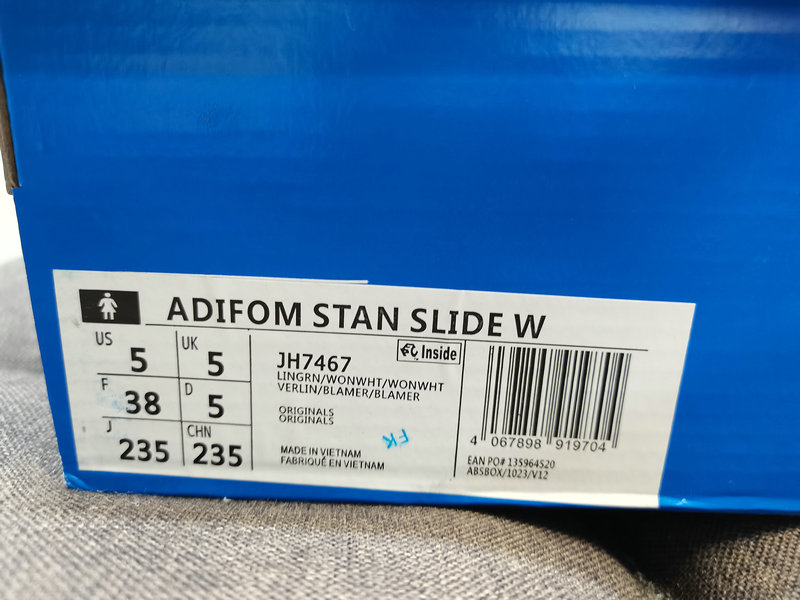 ADIFOM STAN SLIDE W
US 5 UK 5
F 38 D 5
J 235 CHN 235
JH7467
Inside
LINGRN/WONWHT/WONWHT
VERLIN/BLAMER/BLAMER
ORIGINALS
ORIGINALS
FK
MADE IN VIETNAM
FABRIQUÉ EN VIETNAM
4 067898 919704
EAN PO# 135964520
ABSBOX/1023/V12